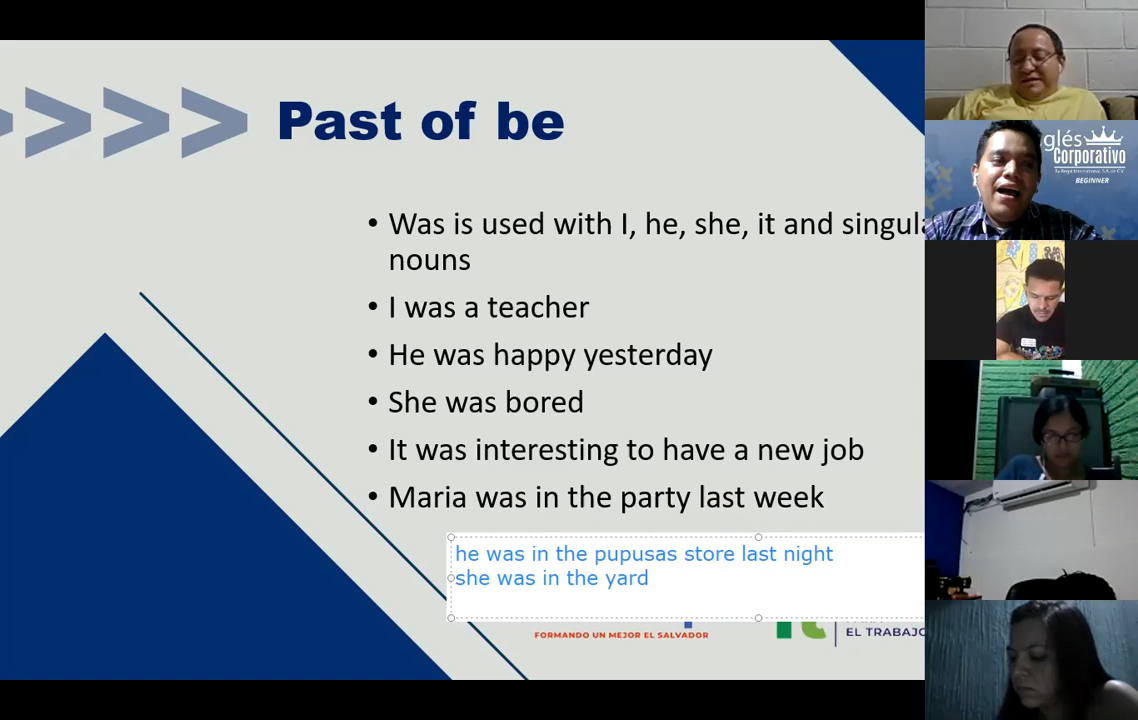 Past of be
• Was is used with I, he, she, it and singul
nouns
• I was a teacher
• He was happy yesterday
• She was bored
• It was interesting to have a new job
• Maria was in the party last week
he was in the pupusas store last night
she was in the yard
FORMANDO UN MEJOR EL SALVADOR
EL TRABAJO
glés
Corporativo
BEGINNER